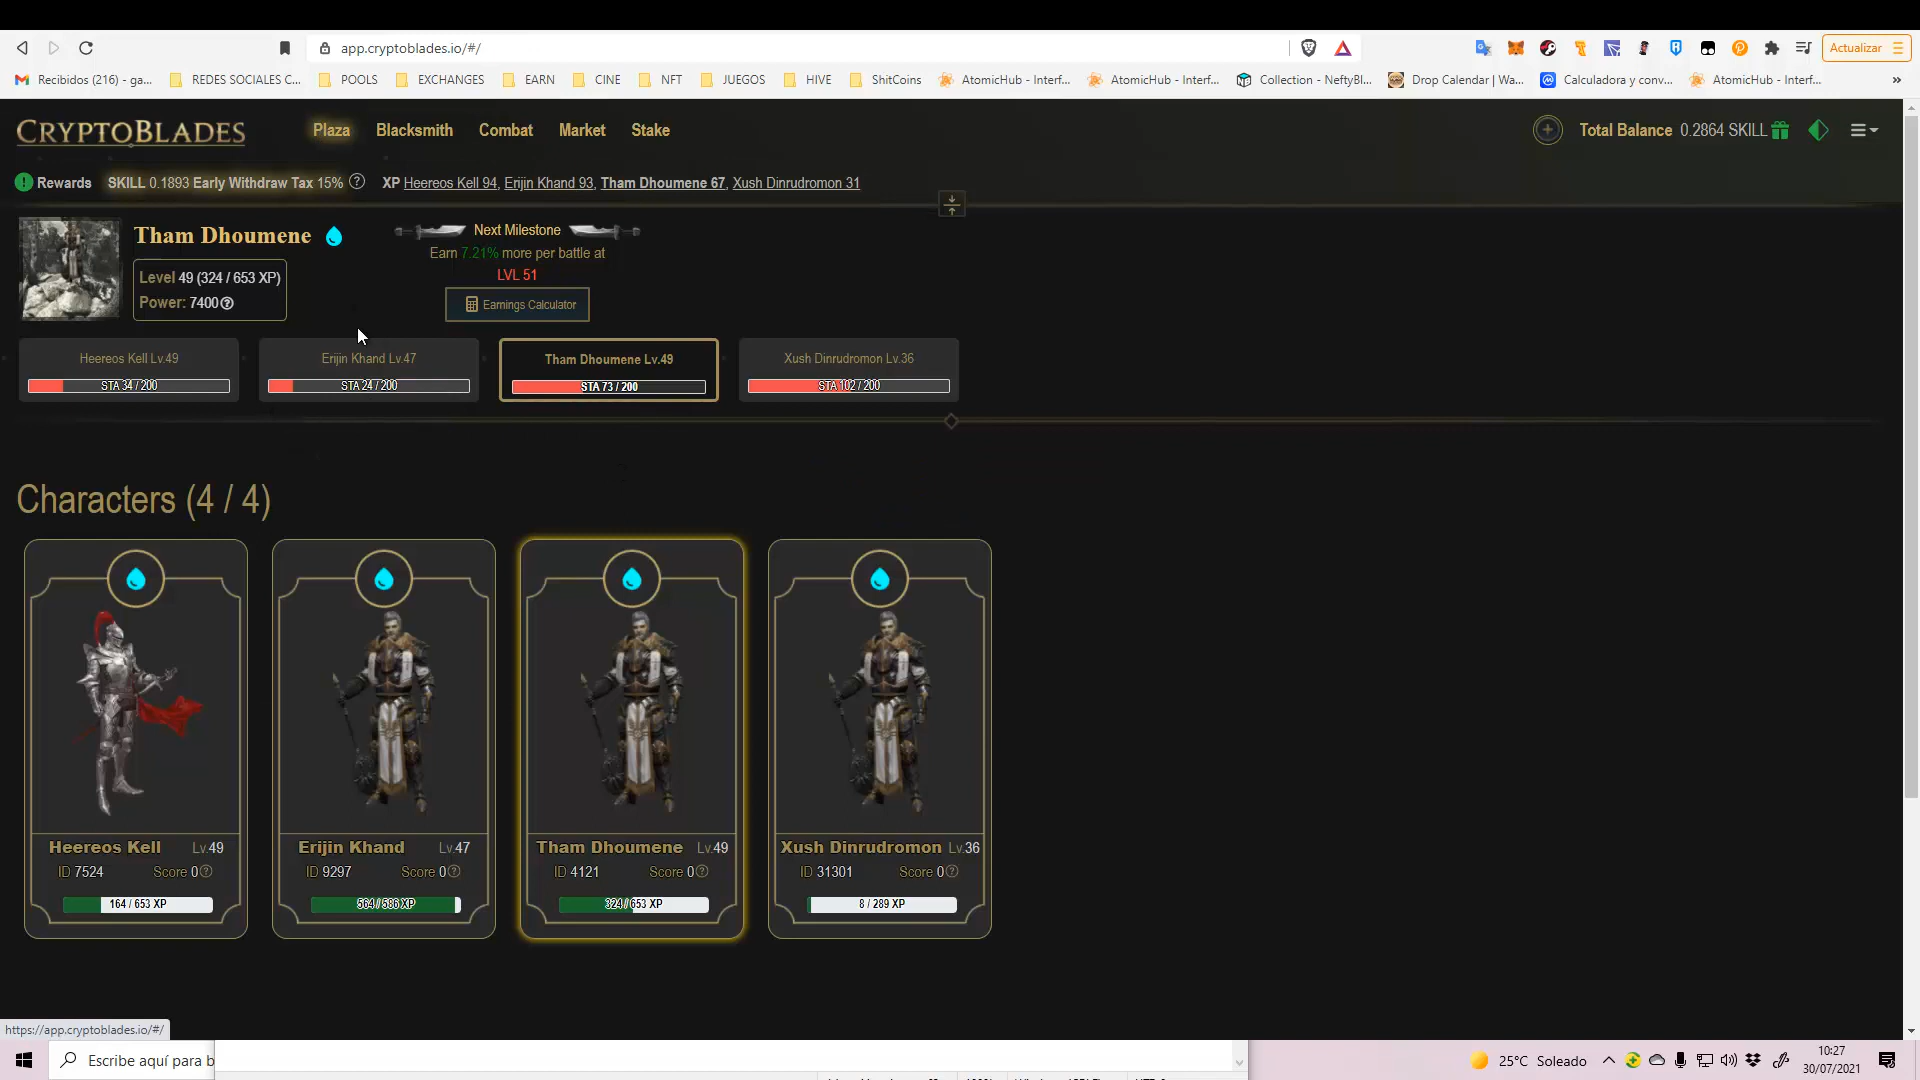 app.cryptoblades.io/#/
Actualizar
Recibidos (216) - ga...
REDES SOCIALES C...
POOLS
EXCHANGES
EARN
CINE
NFT
JUEGOS
HIVE
ShitCoins
AtomicHub - Interf...
AtomicHub - Interf...
Collection - NeftyBl...
Drop Calendar | Wa...
Calculadora y conv...
AtomicHub - Interf...
»
CRYPTOBLADES
Plaza
Blacksmith
Combat
Market
Stake
Total Balance 0.2864 SKILL
Rewards SKILL 0.1893 Early Withdraw Tax 15% XP Heereos Kell 94, Erijin Khand 93, Tham Dhoumene 67, Xush Dinrudromon 31
Tham Dhoumene
Level 49 (324 / 653 XP)
Power: 7400
Next Milestone
Earn 7.21% more per battle at
LVL 51
Earnings Calculator
Heereos Kell Lv.49
STA 34 / 200
Erijin Khand Lv.47
STA 24 / 200
Tham Dhoumene Lv.49
STA 73 / 200
Xush Dinrudromon Lv.36
STA 102 / 200
Characters (4 / 4)
Heereos Kell Lv.49
ID 7524 Score 0
164 / 653 XP
Erijin Khand Lv.47
ID 9297 Score 0
564 / 586 XP
Tham Dhoumene Lv.49
ID 4121 Score 0
324 / 653 XP
Xush Dinrudromon Lv.36
ID 31301 Score 0
8 / 289 XP
https://app.cryptoblades.io/#/
Escribe aquí para b
25°C Soleado
10:27
30/07/2021